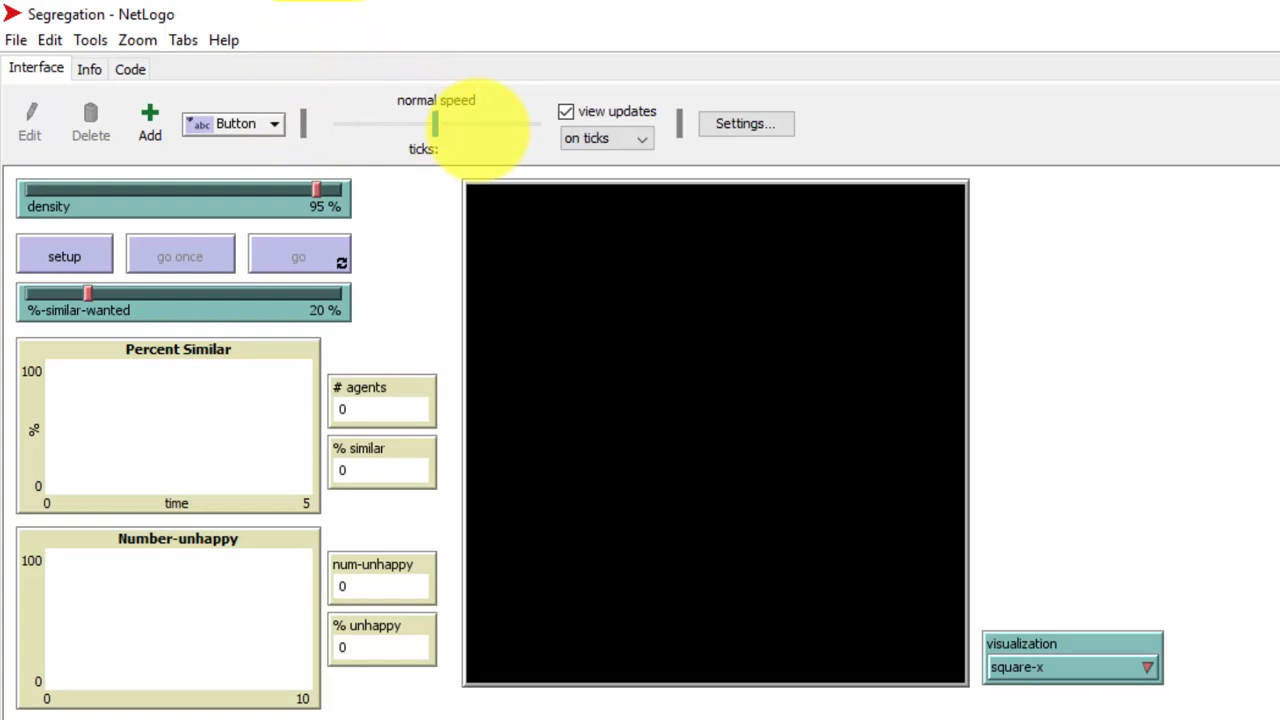 Segregation - NetLogo
File Edit Tools Zoom Tabs Help
Interface Info Code
Edit Delete Add abc Button normal speed ticks: view updates on ticks Settings...
density 95 %
setup go once go
%-similar-wanted 20 %
Percent Similar
100
%
0
0 time 5
# agents
0
% similar
0
Number-unhappy
100
0
0 10
num-unhappy
0
% unhappy
0
visualization
square-x